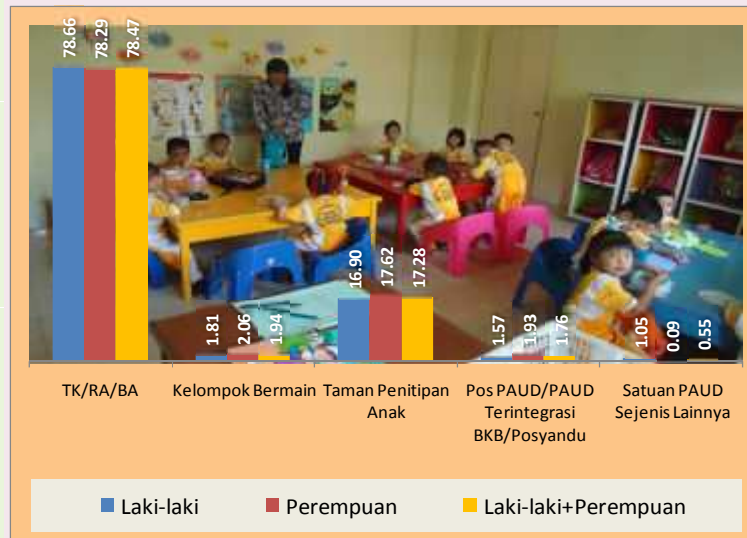 78.66 78.29 78.47
1.81 2.06 1.94
16.90 17.62 17.28
1.57 1.93 1.76
1.05 0.09 0.55
TK/RA/BA
Kelompok Bermain
Taman Penitipan
Anak
Pos PAUD/PAUD
Terintegrasi
BKB/Posyandu
Satuan PAUD
Sejenis Lainnya
Laki-laki Perempuan Laki-laki+Perempuan